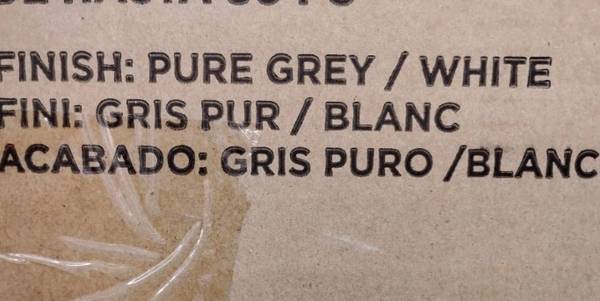 FINISH: PURE GREY / WHITE
FINI: GRIS PUR / BLANC
ACABADO: GRIS PURO /BLANC